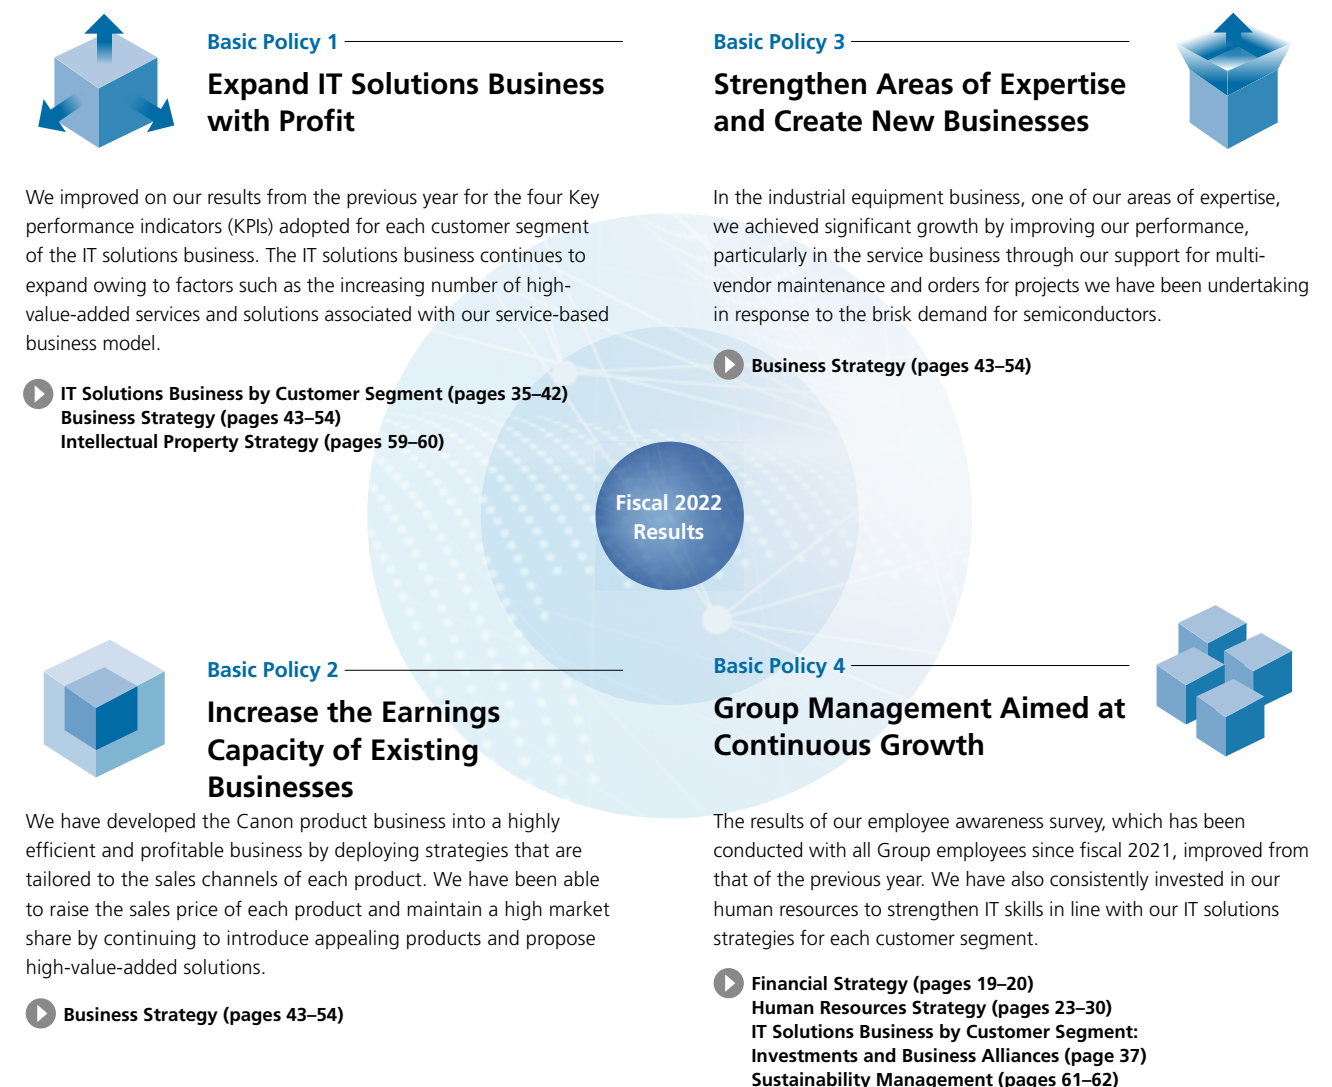 Basic Policy 1
Expand IT Solutions Business
with Profit
We improved on our results from the previous year for the four Key
performance indicators (KPIs) adopted for each customer segment
of the IT solutions business. The IT solutions business continues to
expand owing to factors such as the increasing number of high-
value-added services and solutions associated with our service-based
business model.
IT Solutions Business by Customer Segment (pages 35–42)
Business Strategy (pages 43–54)
Intellectual Property Strategy (pages 59–60)
Basic Policy 3
Strengthen Areas of Expertise
and Create New Businesses
In the industrial equipment business, one of our areas of expertise,
we achieved significant growth by improving our performance,
particularly in the service business through our support for multi-
vendor maintenance and orders for projects we have been undertaking
in response to the brisk demand for semiconductors.
Business Strategy (pages 43–54)
Fiscal 2022
Results
Basic Policy 2
Increase the Earnings
Capacity of Existing
Businesses
We have developed the Canon product business into a highly
efficient and profitable business by deploying strategies that are
tailored to the sales channels of each product. We have been able
to raise the sales price of each product and maintain a high market
share by continuing to introduce appealing products and propose
high-value-added solutions.
Business Strategy (pages 43–54)
Basic Policy 4
Group Management Aimed at
Continuous Growth
The results of our employee awareness survey, which has been
conducted with all Group employees since fiscal 2021, improved from
that of the previous year. We have also consistently invested in our
human resources to strengthen IT skills in line with our IT solutions
strategies for each customer segment.
Financial Strategy (pages 19–20)
Human Resources Strategy (pages 23–30)
IT Solutions Business by Customer Segment:
Investments and Business Alliances (page 37)
Sustainability Management (pages 61–62)